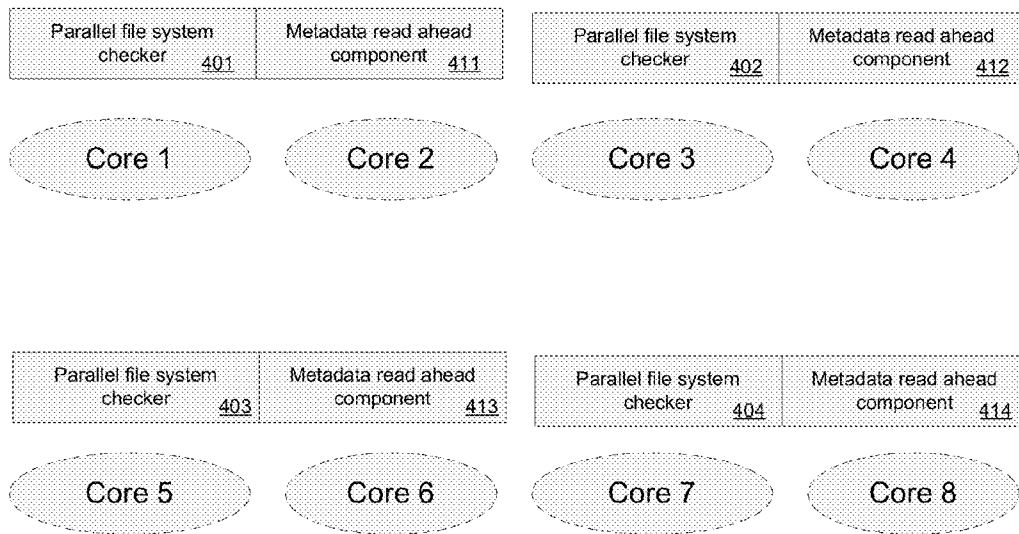 Parallel file system Metadata read ahead
checker 401 component 411
Parallel file system Metadata read ahead
checker 402 component 412
Core 1 Core 2 Core 3 Core 4
Parallel file system Metadata read ahead
checker 403 component 413
Parallel file system Metadata read ahead
checker 404 component 414
Core 5 Core 6 Core 7 Core 8